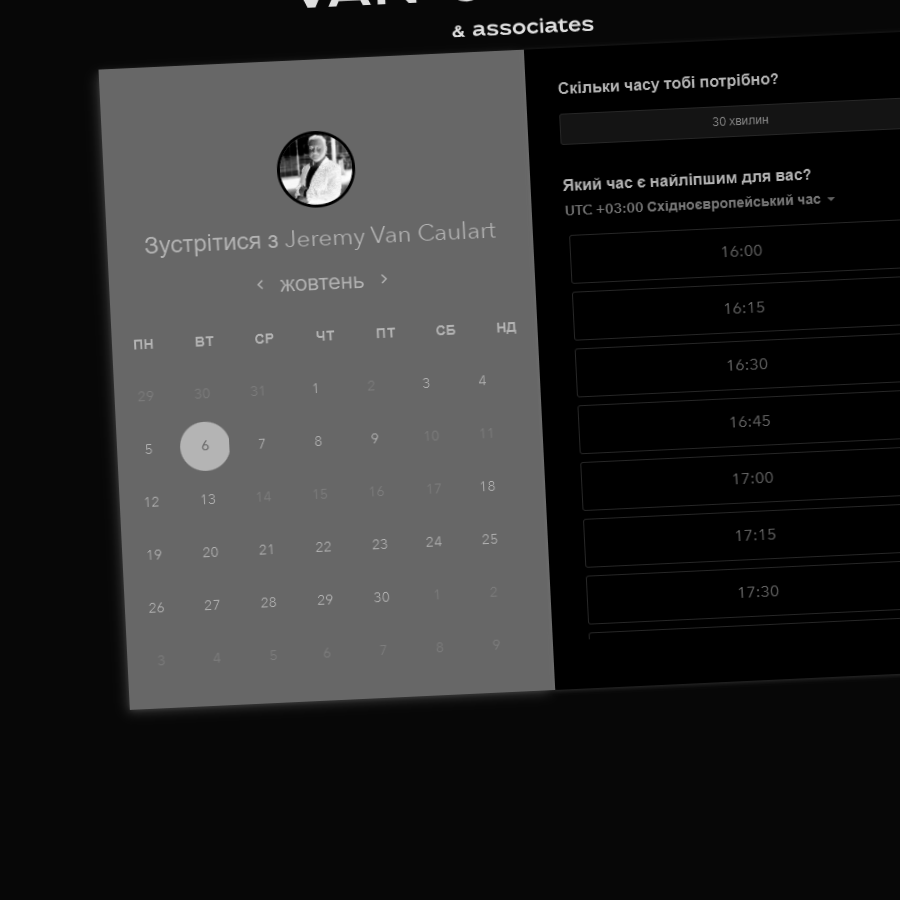 & associates
Зустрітися з Jeremy Van Caulart
‹ жовтень ›
ПН ВТ СР ЧТ ПТ СБ НД
29 30 31 1 2 3 4
5 6 7 8 9 10 11
12 13 14 15 16 17 18
19 20 21 22 23 24 25
26 27 28 29 30 1 2
3 4 5 6 7 8 9
Скільки часу тобі потрібно?
30 хвилин
Який час є найліпшим для вас?
UTC +03:00 Східноєвропейський час
16:00
16:15
16:30
16:45
17:00
17:15
17:30